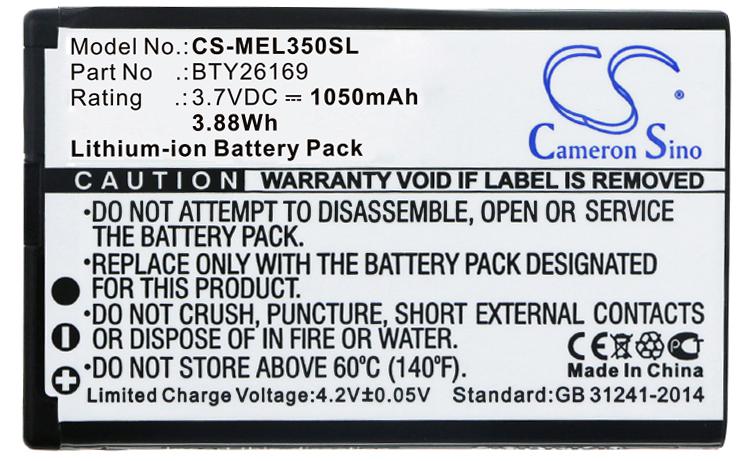 Model No.:CS-MEL350SL
Part No :BTY26169
Rating :3.7VDC ⎓ 1050mAh
3.88Wh
Lithium-ion Battery Pack
CS
®
Cameron Sino
CAUTION WARRANTY VOID IF LABEL IS REMOVED
•DO NOT ATTEMPT TO DISASSEMBLE, OPEN OR SERVICE
THE BATTERY PACK.
•REPLACE ONLY WITH THE BATTERY PACK DESIGNATED
FOR THIS PRODUCT.
•DO NOT CRUSH, PUNCTURE, SHORT EXTERNAL CONTACTS
OR DISPOSE OF IN FIRE OR WATER.
•DO NOT STORE ABOVE 60°C (140°F).
CE PCT
Made In China
Limited Charge Voltage:4.2V±0.05V Standard:GB 31241-2014